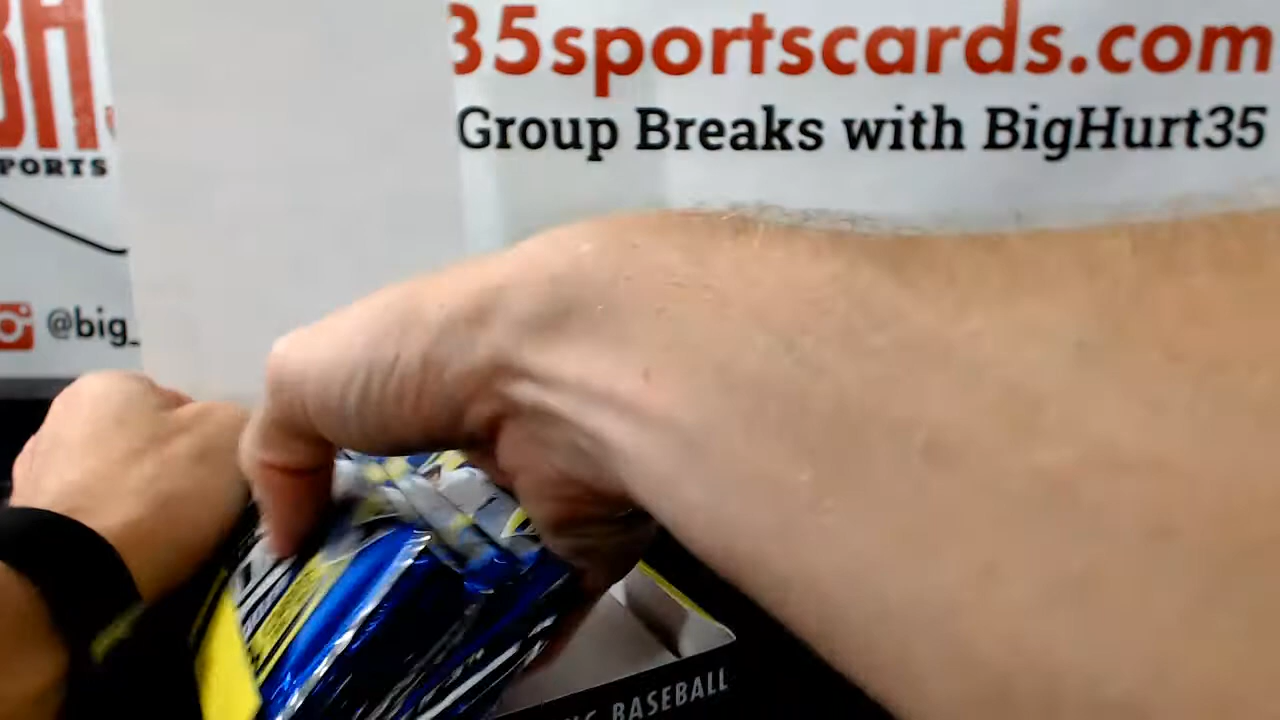 35sportscards.com
Group Breaks with BigHurt35
PORTS
@big_
BASEBALL